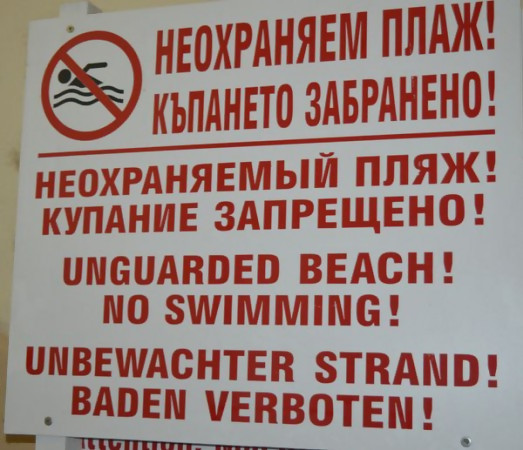 НЕОХРАНЯЕМ ПЛАЖ!
КЪПАНЕТО ЗАБРАНЕНО!
НЕОХРАНЯЕМЫЙ ПЛЯЖ!
КУПАНИЕ ЗАПРЕЩЕНО!
UNGUARDED BEACH!
NO SWIMMING!
UNBEWACHTER STRAND!
BADEN VERBOTEN!